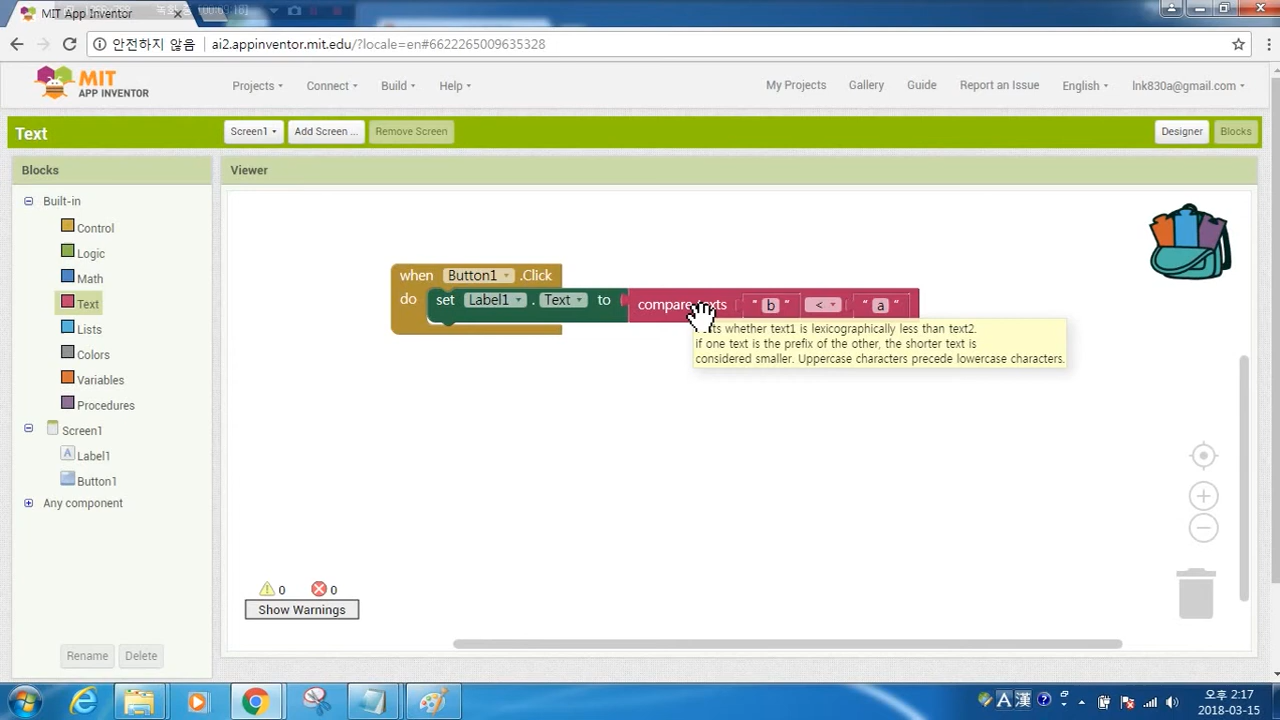 MIT App Inventor
안전하지 않음
ai2.appinventor.mit.edu/?locale=en#6622265009635328
MIT
APP INVENTOR
Projects
Connect
Build
Help
My Projects
Gallery
Guide
Report an Issue
English
lnk830a@gmail.com
Text
Screen1
Add Screen ...
Remove Screen
Designer
Blocks
Blocks
Viewer
Built-in
Control
Logic
Math
Text
Lists
Colors
Variables
Procedures
Screen1
Label1
Button1
Any component
Rename
Delete
when Button1 .Click
do set Label1 . Text to compare texts " b " < " a "
whether text1 is lexicographically less than text2.
if one text is the prefix of the other, the shorter text is
considered smaller. Uppercase characters precede lowercase characters.
0
0
Show Warnings
A 漢
오후 2:17
2018-03-15